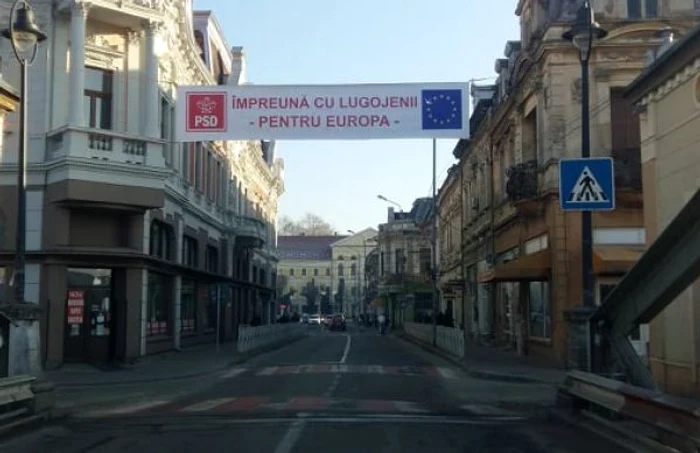 PSD
ÎMPREUNĂ CU LUGOJENII
- PENTRU EUROPA -